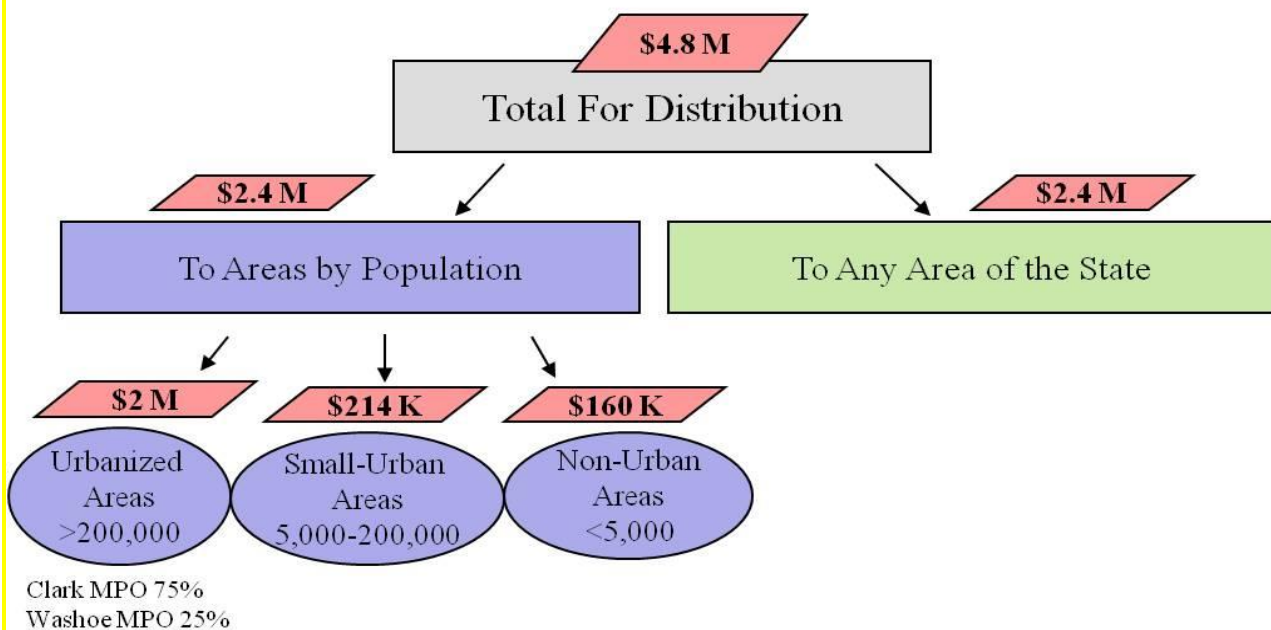 $4.8 M
Total For Distribution
$2.4 M
$2.4 M
To Areas by Population
To Any Area of the State
$2 M
$214 K
$160 K
Urbanized
Areas
>200,000
Small-Urban
Areas
5,000-200,000
Non-Urban
Areas
<5,000
Clark MPO 75%
Washoe MPO 25%